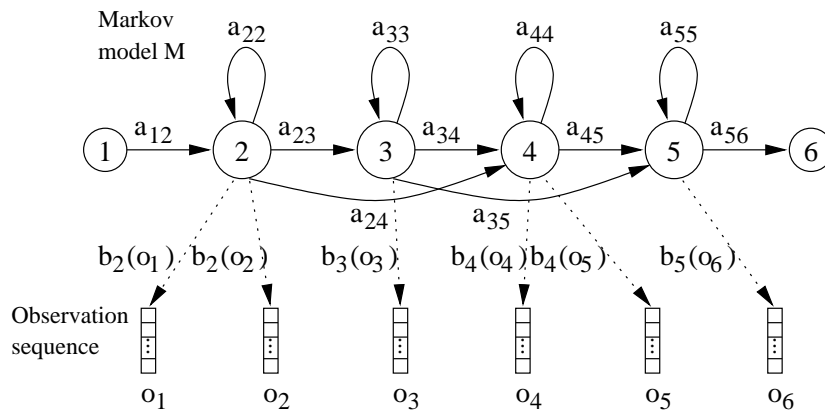 Markov
model M
a22 a33 a44 a55
a12 a23 a34 a45 a56
1 2 3 4 5 6
a24 a35
b2(o1) b2(o2) b3(o3) b4(o4) b4(o5) b5(o6)
Observation
sequence
o1 o2 o3 o4 o5 o6